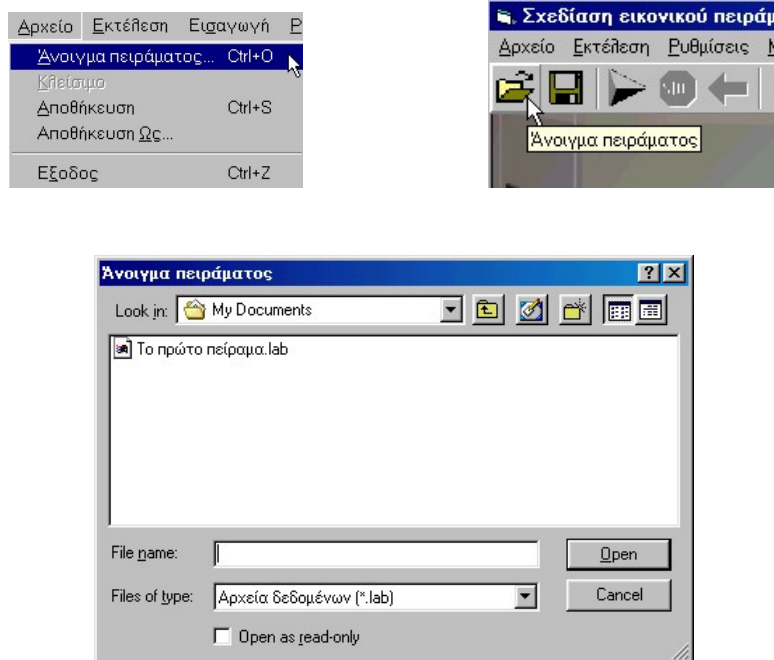 Αρχείο Εκτέλεση Εισαγωγή Ρ
Άνοιγμα πειράματος... Ctrl+O
Κλείσιμο
Αποθήκευση Ctrl+S
Αποθήκευση Ως...
Εξοδος Ctrl+Z
Σχεδίαση εικονικού πειράμ
Αρχείο Εκτέλεση Ρυθμίσεις
Άνοιγμα πειράματος
Άνοιγμα πειράματος
Look in: My Documents
Το πρώτο πείραμα.lab
File name: Open
Files of type: Αρχεία δεδομένων (*.lab) Cancel
Open as read-only